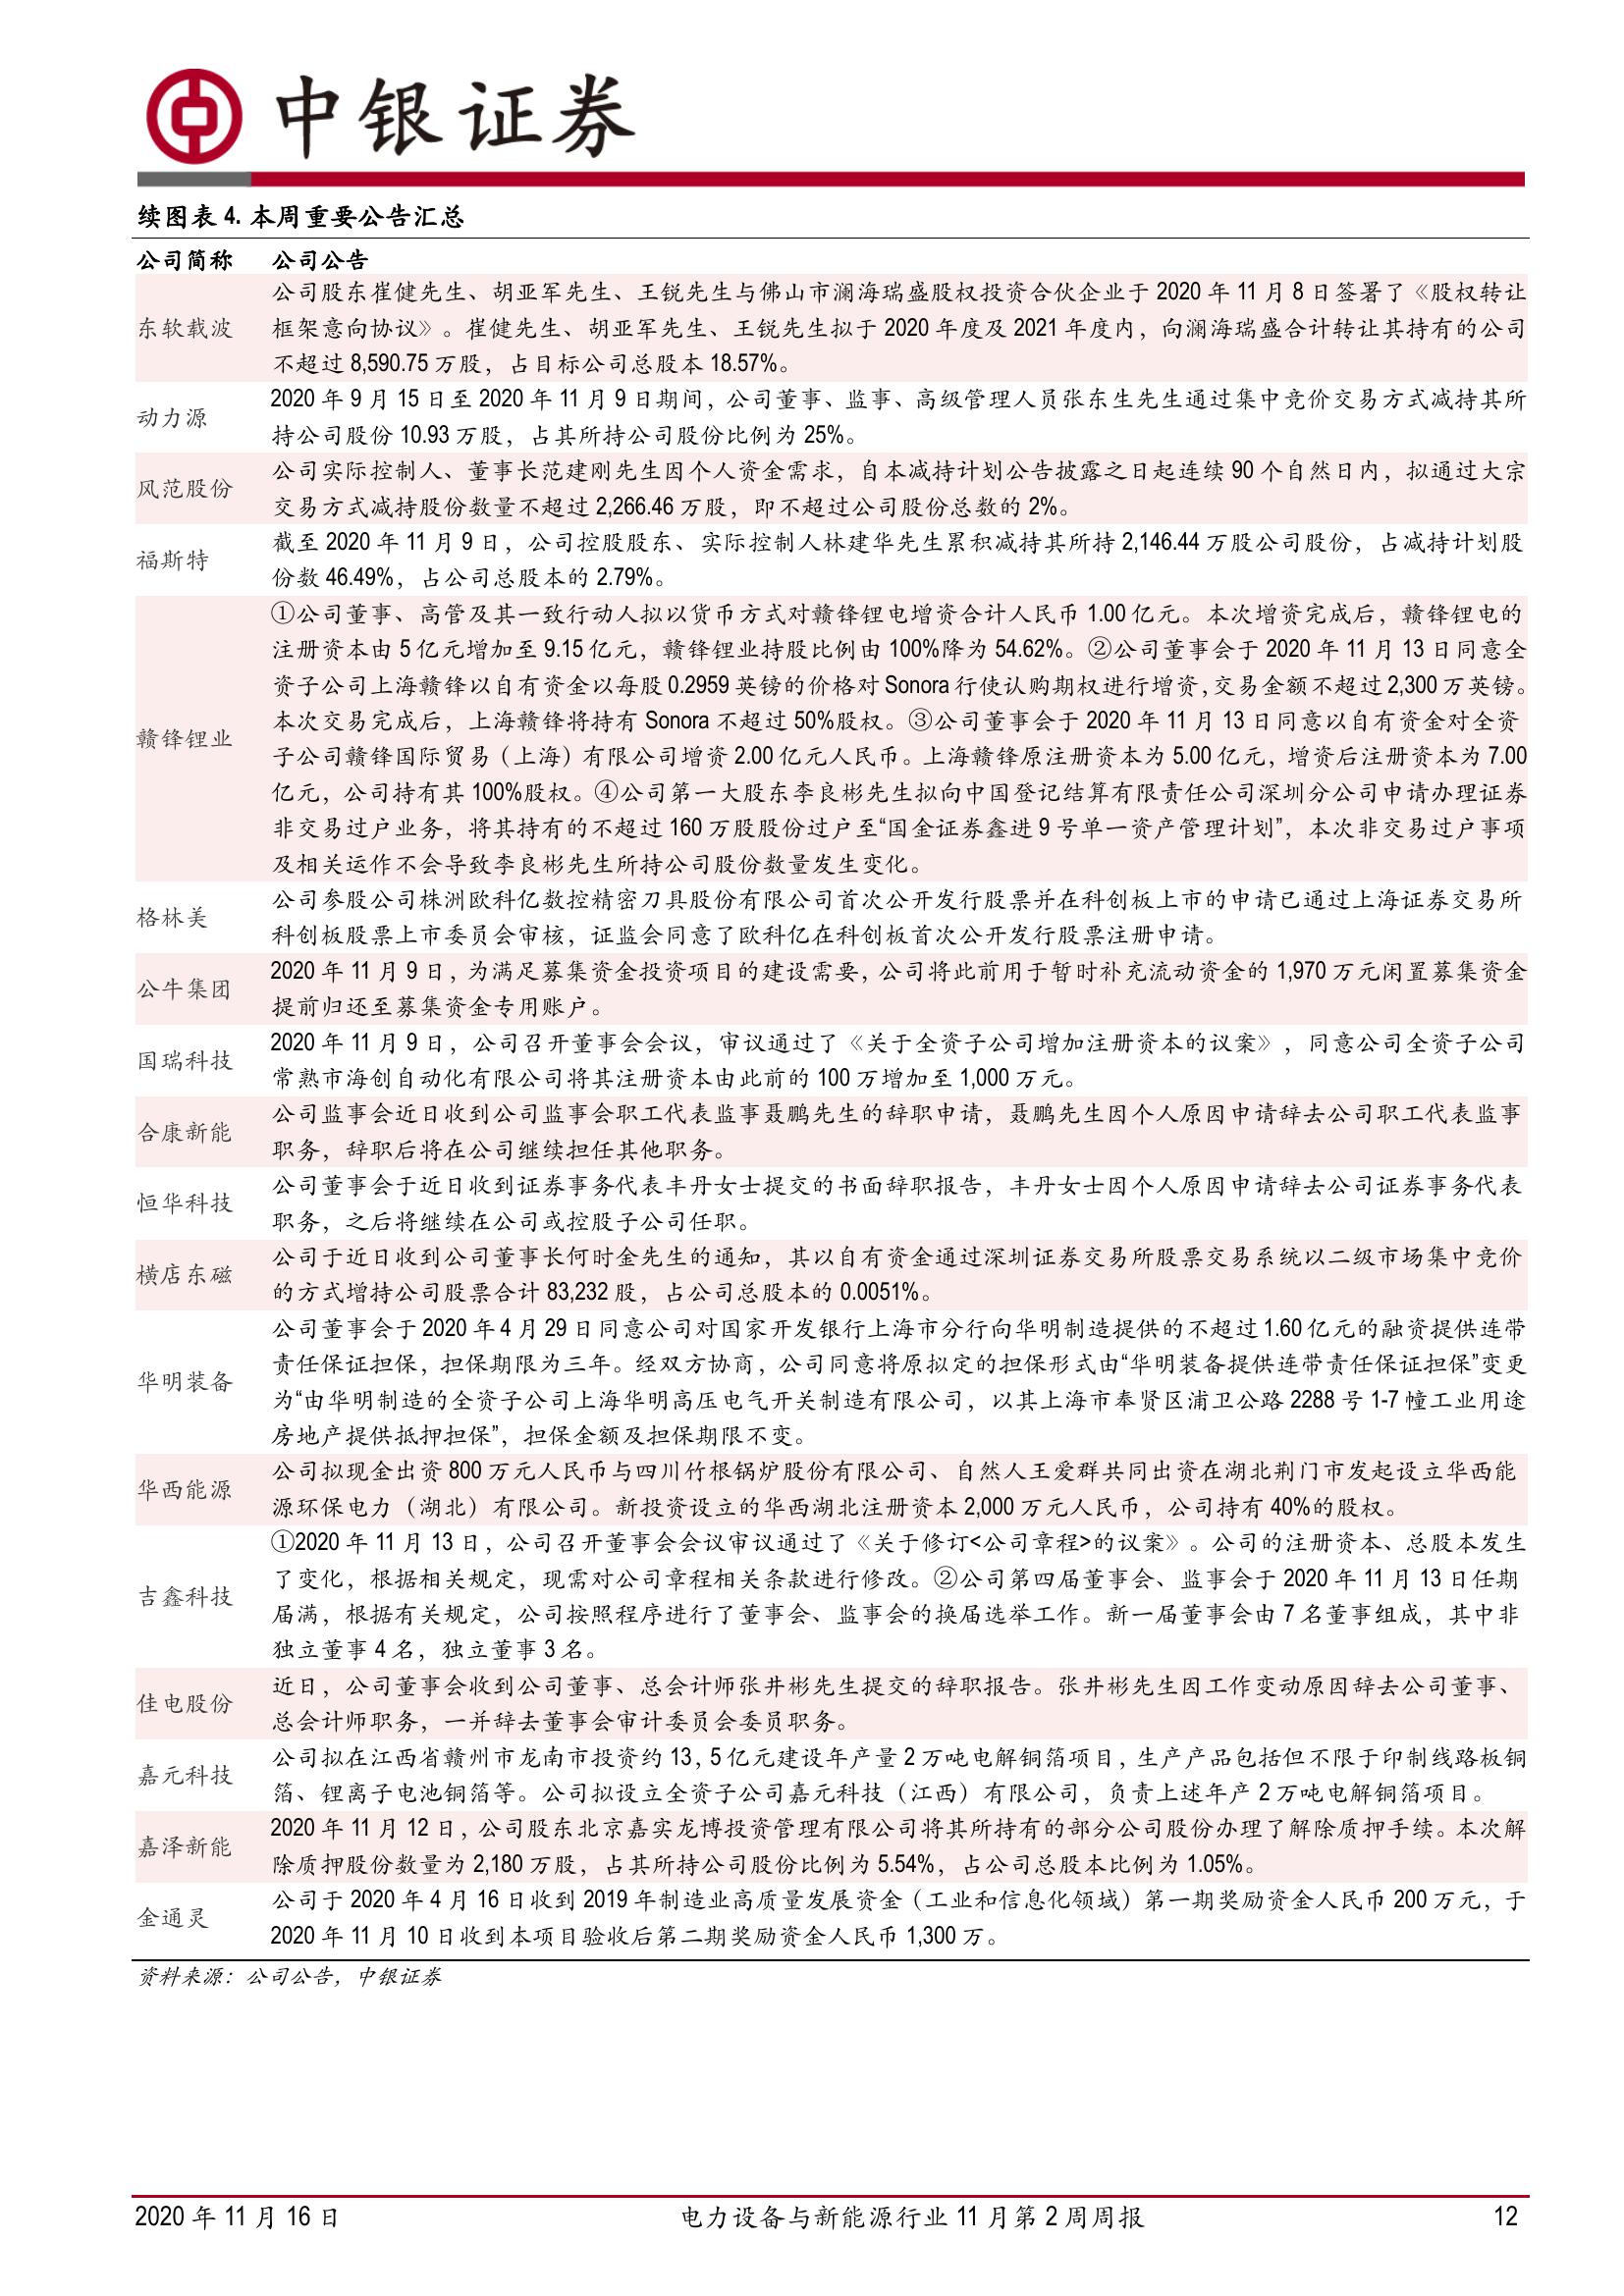 中银证券
续图表 4. 本周重要公告汇总
公司简称 公司公告
东软载波
公司股东崔健先生、胡亚军先生、王锐先生与佛山市澜海瑞盛股权投资合伙企业于 2020 年 11 月 8 日签署了《股权转让
框架意向协议》。崔健先生、胡亚军先生、王锐先生拟于 2020 年度及 2021 年度内，向澜海瑞盛合计转让其持有的公司
不超过 8,590.75 万股，占目标公司总股本 18.57%。
动力源
2020 年 9 月 15 日至 2020 年 11 月 9 日期间，公司董事、监事、高级管理人员张东生先生通过集中竞价交易方式减持其所
持公司股份 10.93 万股，占其所持公司股份比例为 25%。
风范股份
公司实际控制人、董事长范建刚先生因个人资金需求，自本减持计划公告披露之日起连续 90 个自然日内，拟通过大宗
交易方式减持股份数量不超过 2,266.46 万股，即不超过公司股份总数的 2%。
福斯特
截至 2020 年 11 月 9 日，公司控股股东、实际控制人林建华先生累积减持其所持 2,146.44 万股公司股份，占减持计划股
份数 46.49%，占公司总股本的 2.79%。
赣锋锂业
①公司董事、高管及其一致行动人拟以货币方式对赣锋锂电增资合计人民币 1.00 亿元。本次增资完成后，赣锋锂电的
注册资本由 5 亿元增加至 9.15 亿元，赣锋锂业持股比例由 100%降为 54.62%。②公司董事会于 2020 年 11 月 13 日同意全
资子公司上海赣锋以自有资金以每股 0.2959 英镑的价格对 Sonora 行使认购期权进行增资，交易金额不超过 2,300 万英镑。
本次交易完成后，上海赣锋将持有 Sonora 不超过 50%股权。③公司董事会于 2020 年 11 月 13 日同意以自有资金对全资
子公司赣锋国际贸易（上海）有限公司增资 2.00 亿元人民币。上海赣锋原注册资本为 5.00 亿元，增资后注册资本为 7.00
亿元，公司持有其 100%股权。④公司第一大股东李良彬先生拟向中国登记结算有限责任公司深圳分公司申请办理证券
非交易过户业务，将其持有的不超过 160 万股股份过户至“国金证券鑫进 9 号单一资产管理计划”，本次非交易过户事项
及相关运作不会导致李良彬先生所持公司股份数量发生变化。
格林美
公司参股公司株洲欧科亿数控精密刀具股份有限公司首次公开发行股票并在科创板上市的申请已通过上海证券交易所
科创板股票上市委员会审核，证监会同意了欧科亿在科创板首次公开发行股票注册申请。
公牛集团
2020 年 11 月 9 日，为满足募集资金投资项目的建设需要，公司将此前用于暂时补充流动资金的 1,970 万元闲置募集资金
提前归还至募集资金专用账户。
国瑞科技
2020 年 11 月 9 日，公司召开董事会会议，审议通过了《关于全资子公司增加注册资本的议案》，同意公司全资子公司
常熟市海创自动化有限公司将其注册资本由此前的 100 万增加至 1,000 万元。
合康新能
公司监事会近日收到公司监事会职工代表监事聂鹏先生的辞职申请，聂鹏先生因个人原因申请辞去公司职工代表监事
职务，辞职后将在公司继续担任其他职务。
恒华科技
公司董事会于近日收到证券事务代表丰丹女士提交的书面辞职报告，丰丹女士因个人原因申请辞去公司证券事务代表
职务，之后将继续在公司或控股子公司任职。
横店东磁
公司于近日收到公司董事长何时金先生的通知，其以自有资金通过深圳证券交易所股票交易系统以二级市场集中竞价
的方式增持公司股票合计 83,232 股，占公司总股本的 0.0051%。
华明装备
公司董事会于 2020 年 4 月 29 日同意公司对国家开发银行上海市分行向华明制造提供的不超过 1.60 亿元的融资提供连带
责任保证担保，担保期限为三年。经双方协商，公司同意将原拟定的担保形式由“华明装备提供连带责任保证担保”变更
为“由华明制造的全资子公司上海华明高压电气开关制造有限公司，以其上海市奉贤区浦卫公路 2288 号 1-7 幢工业用途
房地产提供抵押担保”，担保金额及担保期限不变。
华西能源
公司拟现金出资 800 万元人民币与四川竹根锅炉股份有限公司、自然人王爱群共同出资在湖北荆门市发起设立华西能
源环保电力（湖北）有限公司。新投资设立的华西湖北注册资本 2,000 万元人民币，公司持有 40%的股权。
吉鑫科技
①2020 年 11 月 13 日，公司召开董事会会议审议通过了《关于修订<公司章程>的议案》。公司的注册资本、总股本发生
了变化，根据相关规定，现需对公司章程相关条款进行修改。②公司第四届董事会、监事会于 2020 年 11 月 13 日任期
届满，根据有关规定，公司按照程序进行了董事会、监事会的换届选举工作。新一届董事会由 7 名董事组成，其中非
独立董事 4 名，独立董事 3 名。
佳电股份
近日，公司董事会收到公司董事、总会计师张井彬先生提交的辞职报告。张井彬先生因工作变动原因辞去公司董事、
总会计师职务，一并辞去董事会审计委员会委员职务。
嘉元科技
公司拟在江西省赣州市龙南市投资约 13，5 亿元建设年产量 2 万吨电解铜箔项目，生产产品包括但不限于印制线路板铜
箔、锂离子电池铜箔等。公司拟设立全资子公司嘉元科技（江西）有限公司，负责上述年产 2 万吨电解铜箔项目。
嘉泽新能
2020 年 11 月 12 日，公司股东北京嘉实龙博投资管理有限公司将其所持有的部分公司股份办理了解除质押手续。本次解
除质押股份数量为 2,180 万股，占其所持公司股份比例为 5.54%，占公司总股本比例为 1.05%。
金通灵
公司于 2020 年 4 月 16 日收到 2019 年制造业高质量发展资金（工业和信息化领域）第一期奖励资金人民币 200 万元，于
2020 年 11 月 10 日收到本项目验收后第二期奖励资金人民币 1,300 万。
资料来源：公司公告，中银证券
2020 年 11 月 16 日 电力设备与新能源行业 11 月第 2 周周报 12